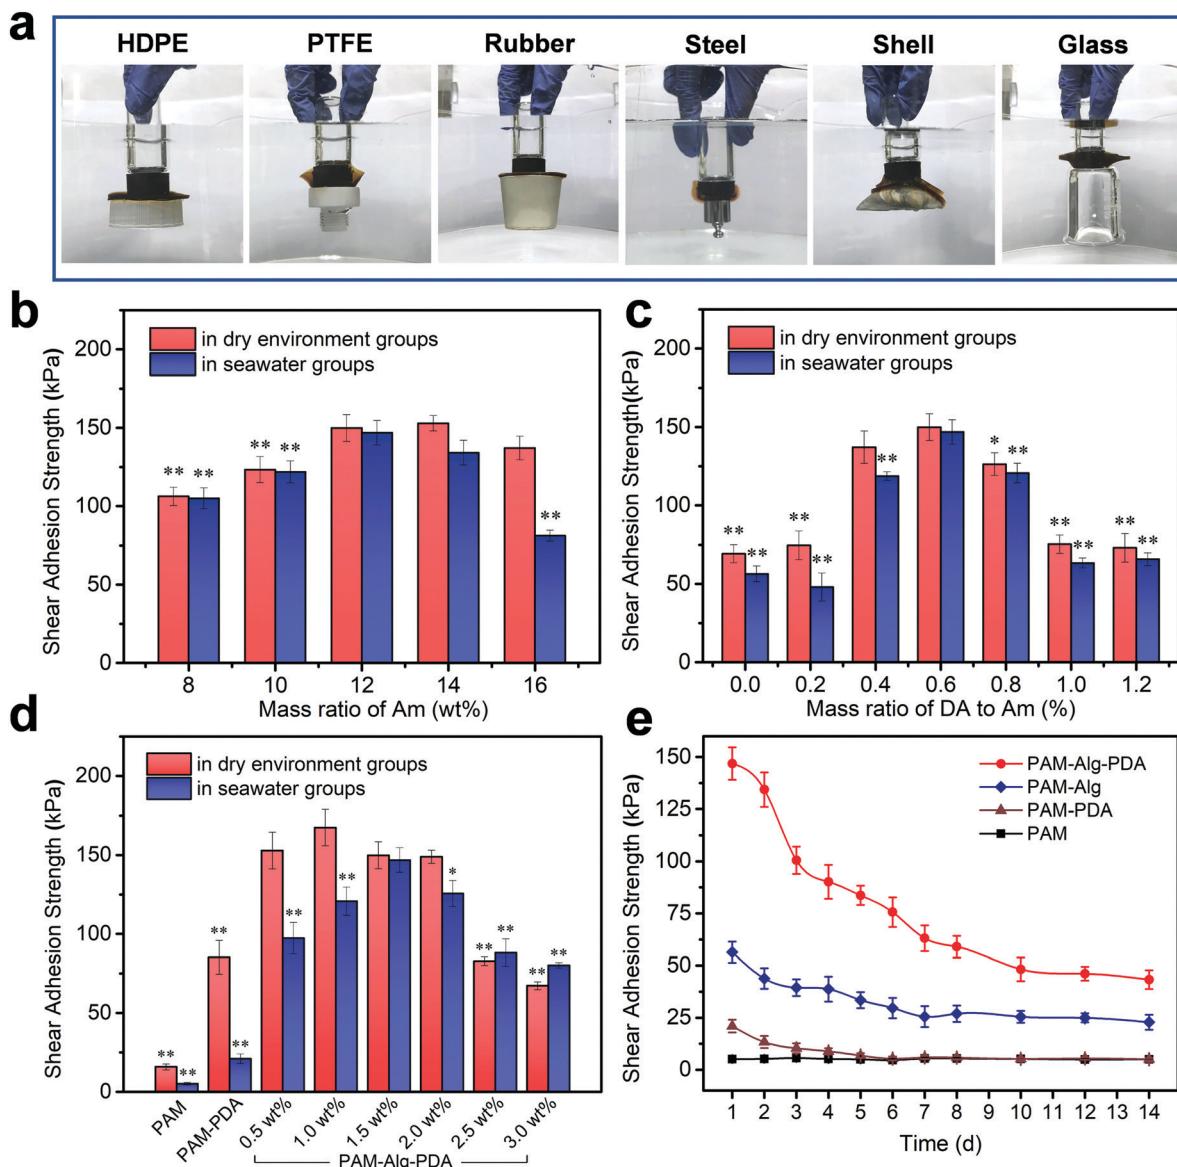 a
HDPE PTFE Rubber Steel Shell Glass
b
in dry environment groups
in seawater groups
Shear Adhesion Strength (kPa)
200
150
100
50
0
8 10 12 14 16
Mass ratio of Am (wt%)
** ** ** ** **
c
in dry environment groups
in seawater groups
Shear Adhesion Strength(kPa)
200
150
100
50
0
0.0 0.2 0.4 0.6 0.8 1.0 1.2
Mass ratio of DA to Am (%)
** ** ** ** ** * ** ** ** ** **
d
in dry environment groups
in seawater groups
Shear Adhesion Strength (kPa)
200
150
100
50
0
PAM PAM-PDA 0.5 wt% 1.0 wt% 1.5 wt% 2.0 wt% 2.5 wt% 3.0 wt%
PAM-Alg-PDA
** ** ** ** ** ** * ** ** ** **
e
PAM-Alg-PDA
PAM-Alg
PAM-PDA
PAM
Shear Adhesion Strength (kPa)
150
125
100
75
50
25
0
1 2 3 4 5 6 7 8 9 10 11 12 13 14
Time (d)